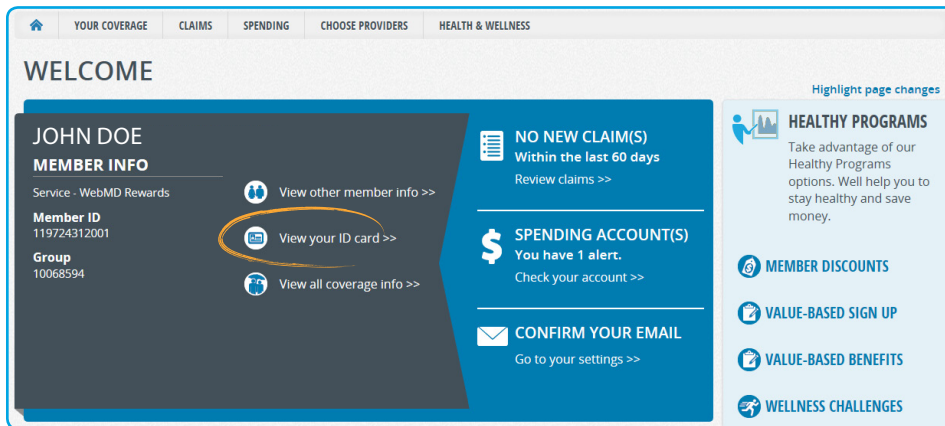 YOUR COVERAGE
CLAIMS
SPENDING
CHOOSE PROVIDERS
HEALTH & WELLNESS
WELCOME
Highlight page changes
JOHN DOE
MEMBER INFO
Service - WebMD Rewards
Member ID
119724312001
Group
10068594
View other member info >>
View your ID card >>
View all coverage info >>
NO NEW CLAIM(S)
Within the last 60 days
Review claims >>
SPENDING ACCOUNT(S)
You have 1 alert.
Check your account >>
CONFIRM YOUR EMAIL
Go to your settings >>
HEALTHY PROGRAMS
Take advantage of our
Healthy Programs
options. Well help you to
stay healthy and save
money.
MEMBER DISCOUNTS
VALUE-BASED SIGN UP
VALUE-BASED BENEFITS
WELLNESS CHALLENGES